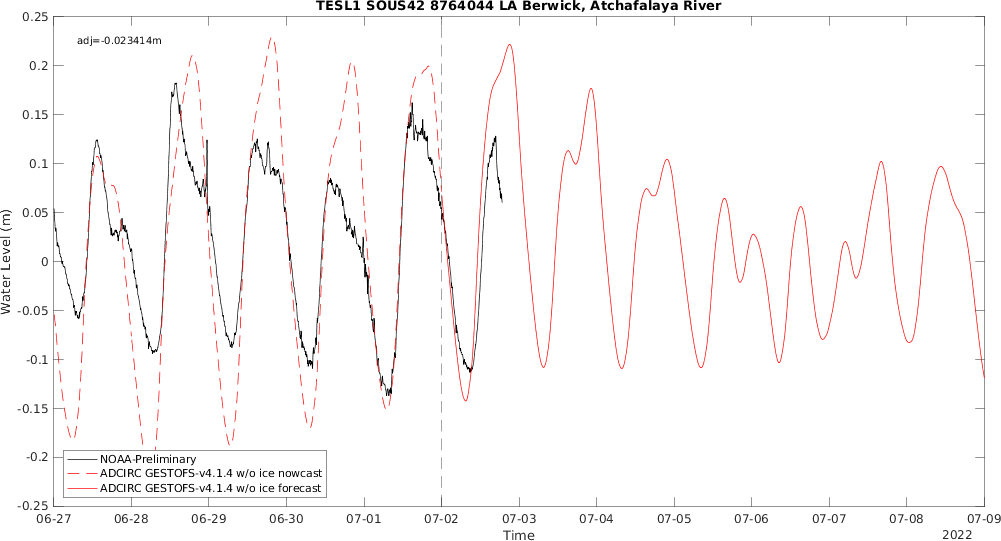 TESL1 SOUS42 8764044 LA Berwick, Atchafalaya River
adj=-0.023414m
Water Level (m)
0.25
0.2
0.15
0.1
0.05
0
-0.05
-0.1
-0.15
-0.2
-0.25
NOAA-Preliminary
ADCIRC GESTOFS-v4.1.4 w/o ice nowcast
ADCIRC GESTOFS-v4.1.4 w/o ice forecast
06-27 06-28 06-29 06-30 07-01 07-02 07-03 07-04 07-05 07-06 07-07 07-08 07-09
Time
2022